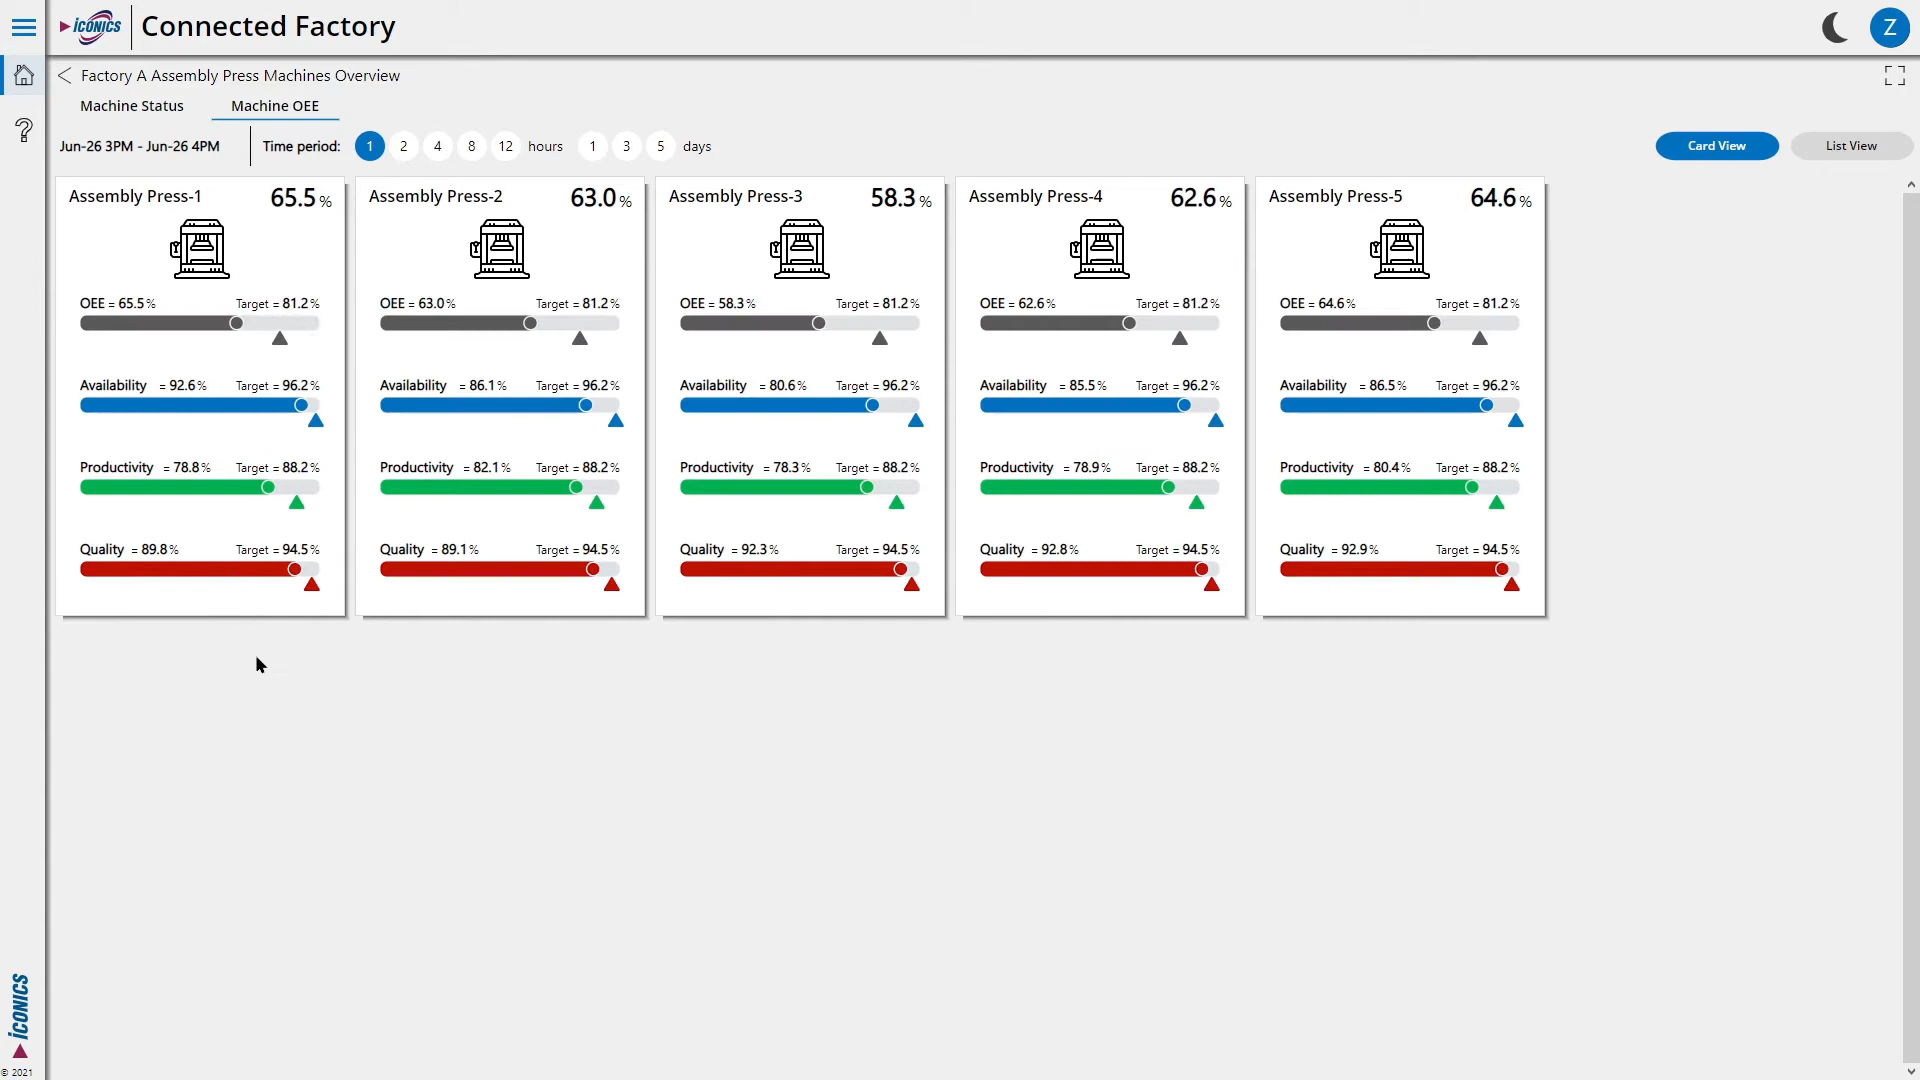 ICONICS Connected Factory Z
Factory A Assembly Press Machines Overview
Machine Status Machine OEE
Jun-26 3PM - Jun-26 4PM Time period: 1 2 4 8 12 hours 1 3 5 days Card View List View
Assembly Press-1 65.5 %
OEE = 65.5% Target = 81.2%
Availability = 92.6% Target = 96.2%
Productivity = 78.8% Target = 88.2%
Quality = 89.8% Target = 94.5%
Assembly Press-2 63.0 %
OEE = 63.0% Target = 81.2%
Availability = 86.1% Target = 96.2%
Productivity = 82.1% Target = 88.2%
Quality = 89.1% Target = 94.5%
Assembly Press-3 58.3 %
OEE = 58.3% Target = 81.2%
Availability = 80.6% Target = 96.2%
Productivity = 78.3% Target = 88.2%
Quality = 92.3% Target = 94.5%
Assembly Press-4 62.6 %
OEE = 62.6% Target = 81.2%
Availability = 85.5% Target = 96.2%
Productivity = 78.9% Target = 88.2%
Quality = 92.8% Target = 94.5%
Assembly Press-5 64.6 %
OEE = 64.6% Target = 81.2%
Availability = 86.5% Target = 96.2%
Productivity = 80.4% Target = 88.2%
Quality = 92.9% Target = 94.5%
ICONICS
© 2021